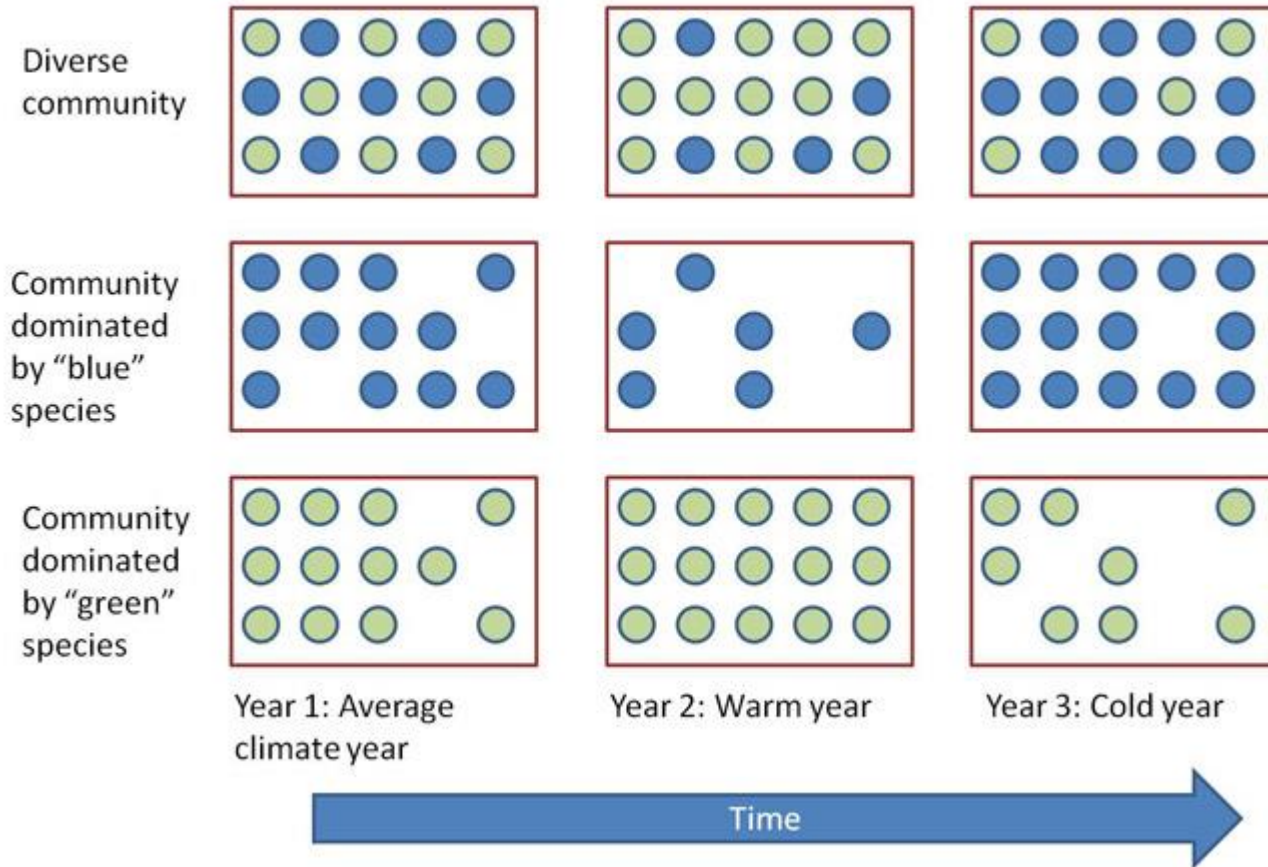 Diverse
community
Community
dominated
by “blue”
species
Community
dominated
by “green”
species
Year 1: Average
climate year
Year 2: Warm year
Year 3: Cold year
Time